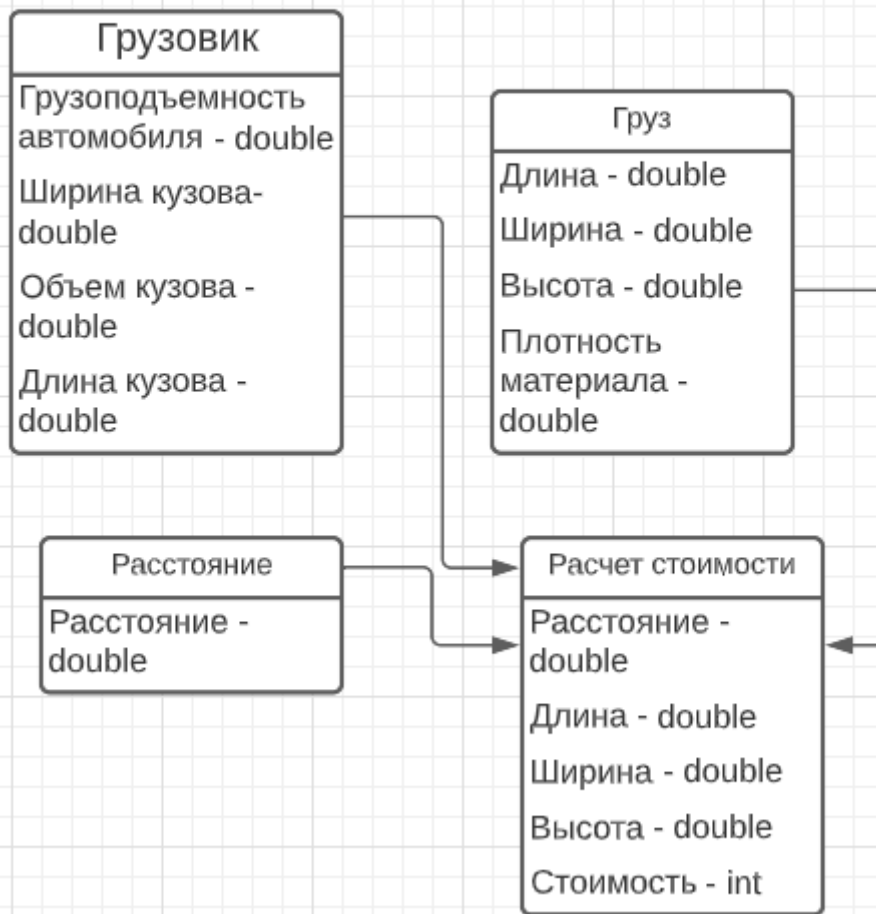 Грузовик
Грузоподъемность
автомобиля - double
Ширина кузова-
double
Объем кузова -
double
Длина кузова -
double
Груз
Длина - double
Ширина - double
Высота - double
Плотность
материала -
double
Расстояние
Расстояние -
double
Расчет стоимости
Расстояние -
double
Длина - double
Ширина - double
Высота - double
Стоимость - int